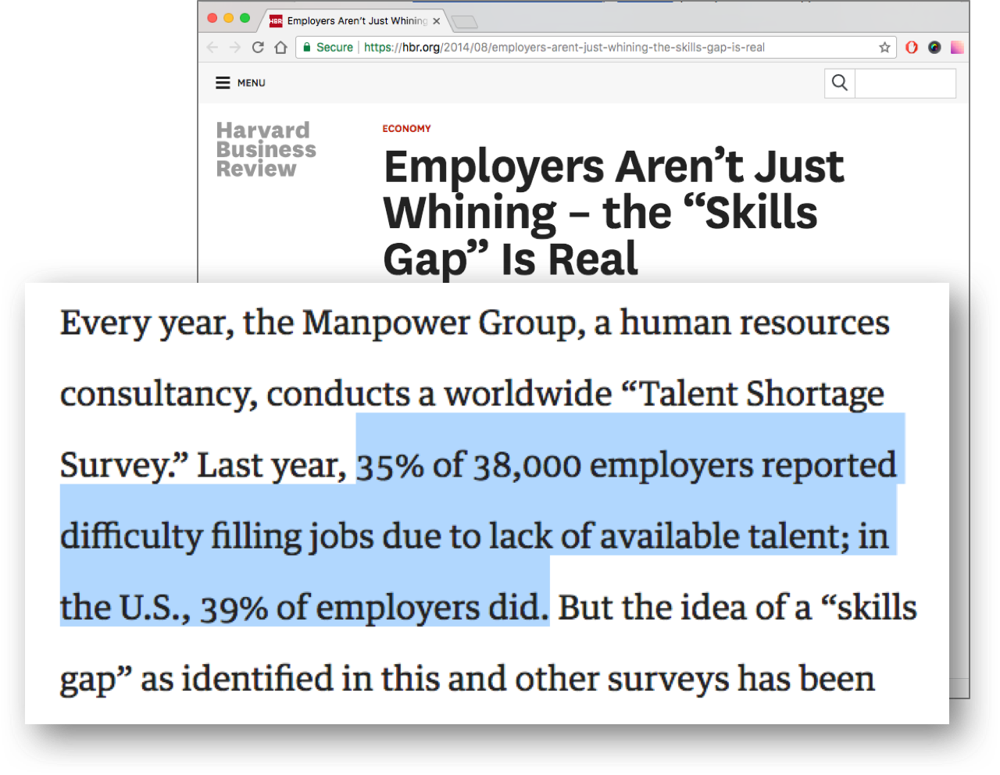 Employers Aren’t Just Whining
Secure https://hbr.org/2014/08/employers-arent-just-whining-the-skills-gap-is-real
MENU
Harvard
Business
Review
ECONOMY
Employers Aren’t Just
Whining – the “Skills
Gap” Is Real
Every year, the Manpower Group, a human resources
consultancy, conducts a worldwide “Talent Shortage
Survey.” Last year, 35% of 38,000 employers reported
difficulty filling jobs due to lack of available talent; in
the U.S., 39% of employers did. But the idea of a “skills
gap” as identified in this and other surveys has been